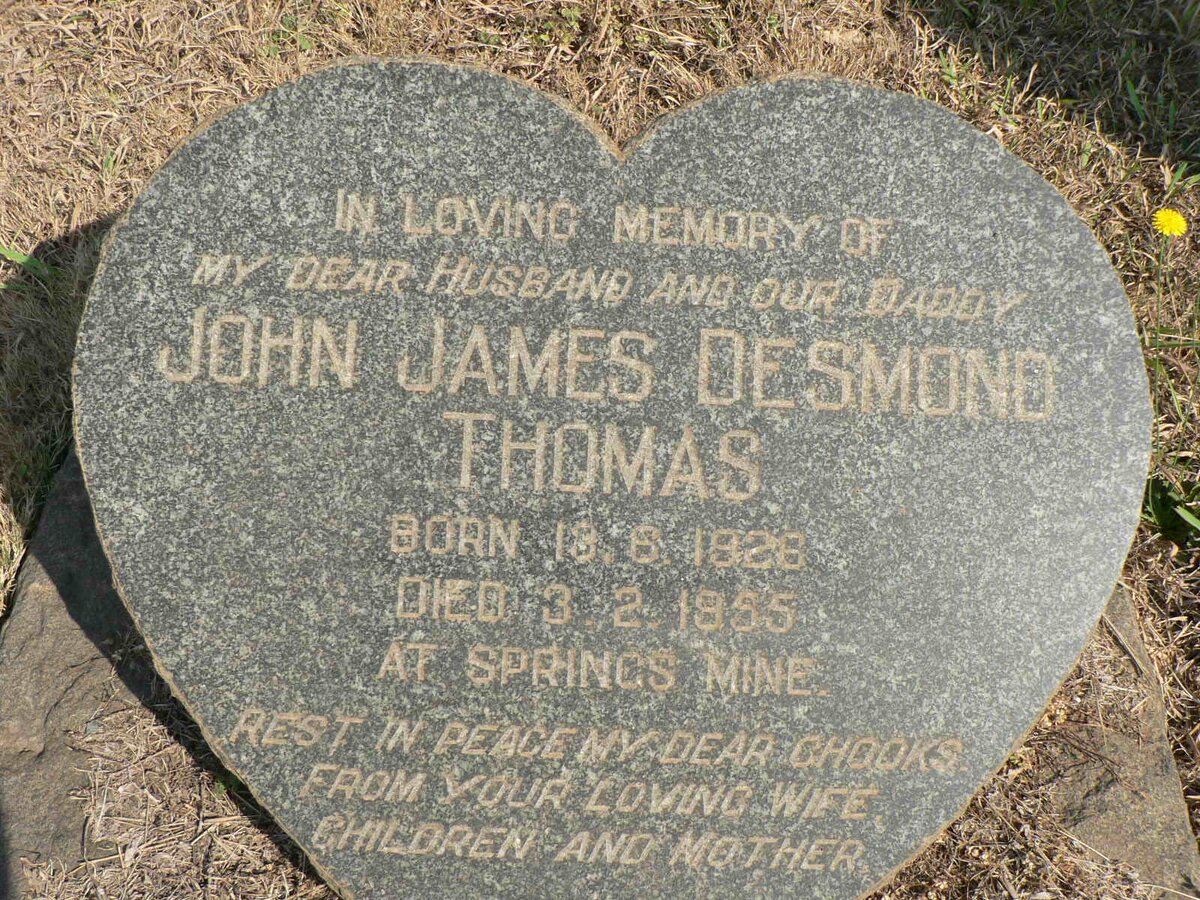 IN LOVING MEMORY OF
MY DEAR HUSBAND AND OUR DADDY
JOHN JAMES DESMOND
THOMAS
BORN 13. 6. 1926
DIED 3. 2. 1955
AT SPRINGS MINE.
REST IN PEACE MY DEAR CHOOKS.
FROM YOUR LOVING WIFE,
CHILDREN AND MOTHER.